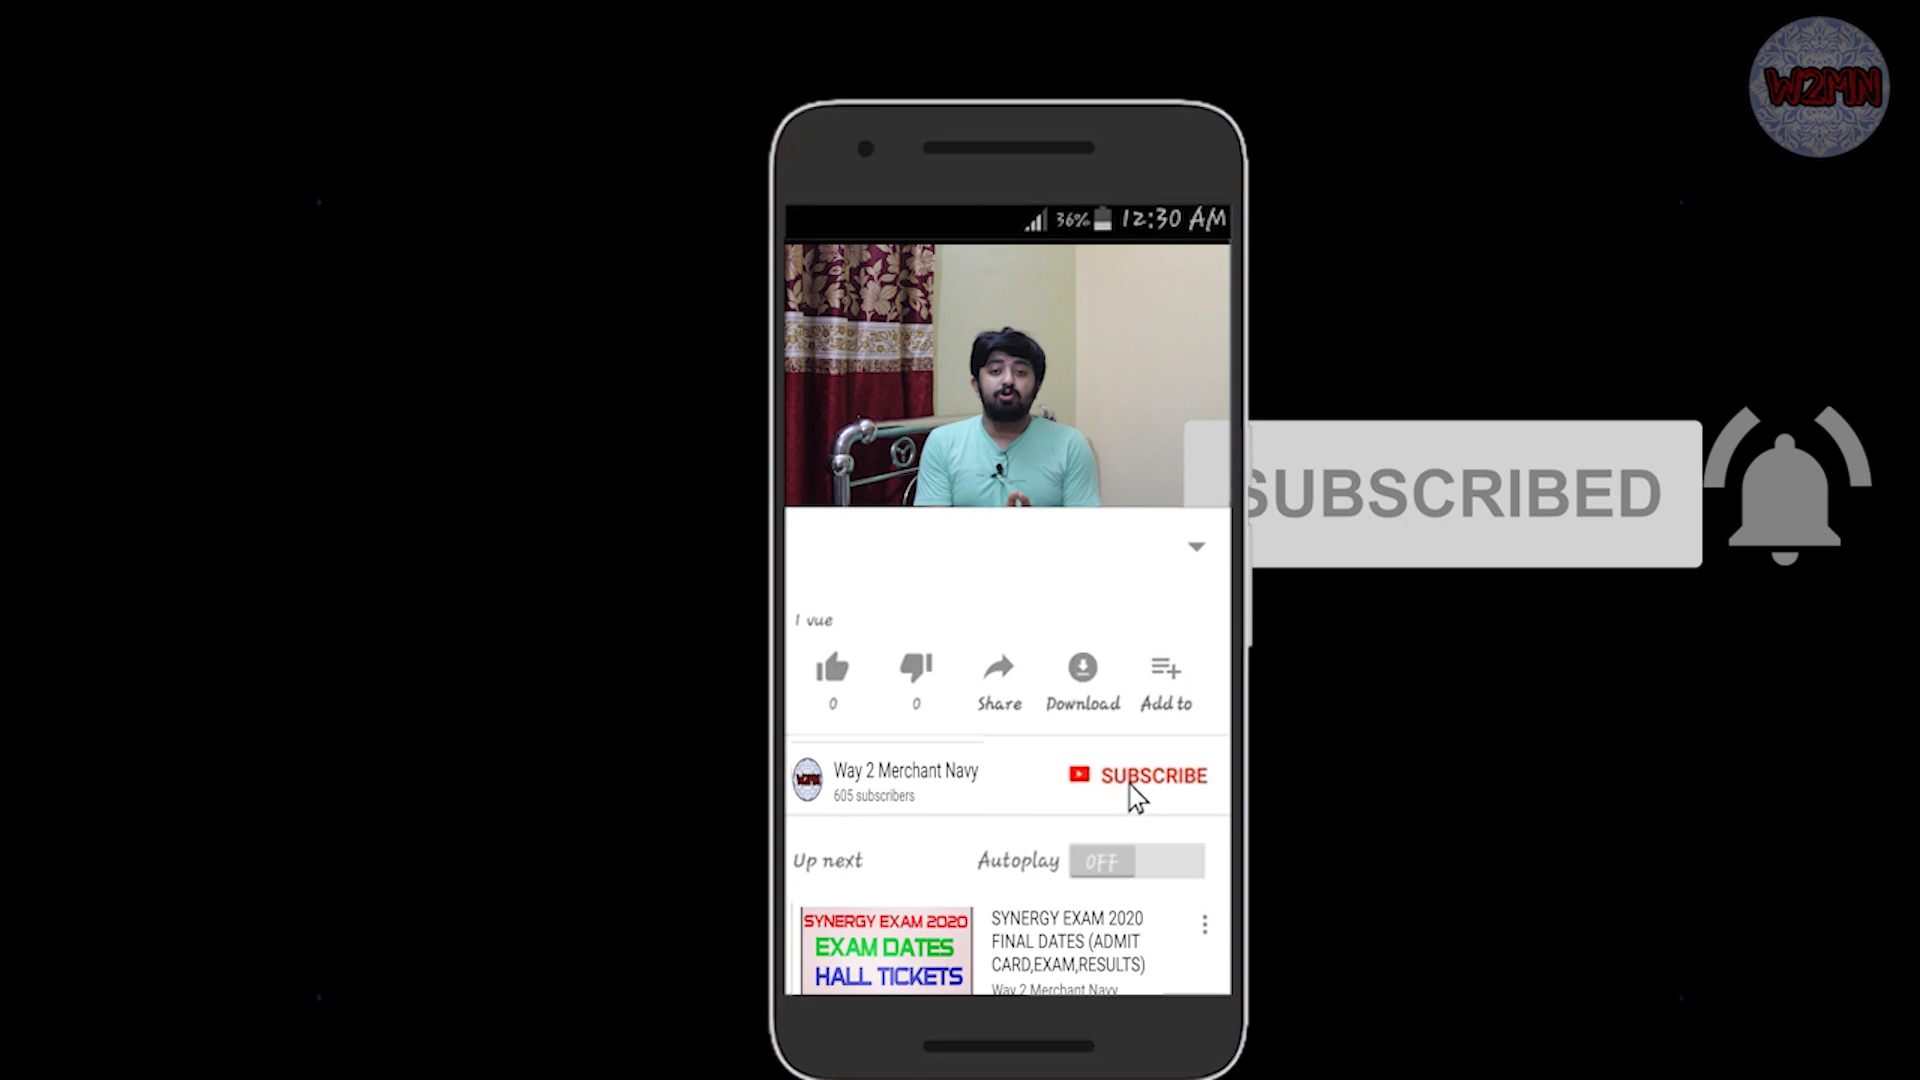 W2MN
36%
12:30 AM
SUBSCRIBED
1 vue
0
0
Share
Download
Add to
W2MN
Way 2 Merchant Navy
605 subscribers
SUBSCRIBE
Up next
Autoplay
OFF
SYNERGY EXAM 2020
EXAM DATES
HALL TICKETS
SYNERGY EXAM 2020
FINAL DATES (ADMIT
CARD,EXAM,RESULTS)
Way 2 Merchant Navy